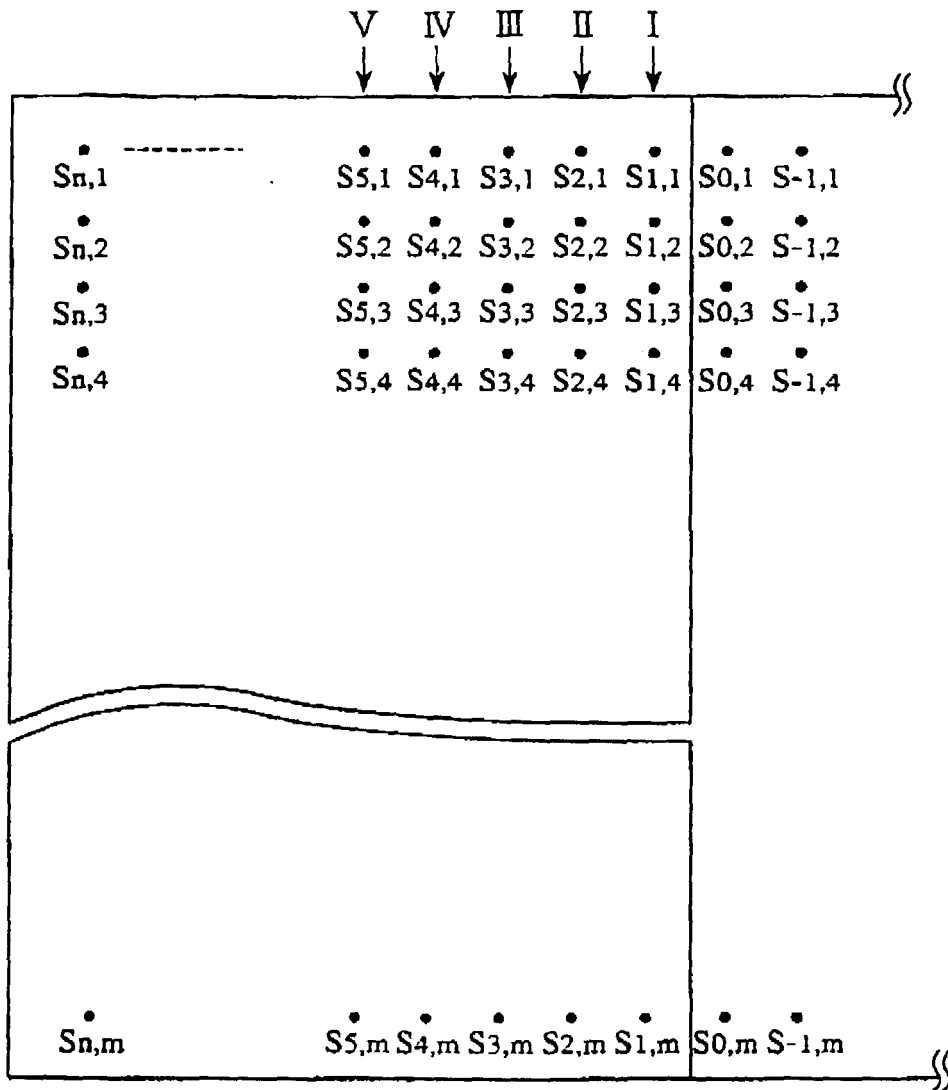 V IV III II I
Sn,1 S5,1 S4,1 S3,1 S2,1 S1,1 S0,1 S-1,1
Sn,2 S5,2 S4,2 S3,2 S2,2 S1,2 S0,2 S-1,2
Sn,3 S5,3 S4,3 S3,3 S2,3 S1,3 S0,3 S-1,3
Sn,4 S5,4 S4,4 S3,4 S2,4 S1,4 S0,4 S-1,4
Sn,m S5,m S4,m S3,m S2,m S1,m S0,m S-1,m